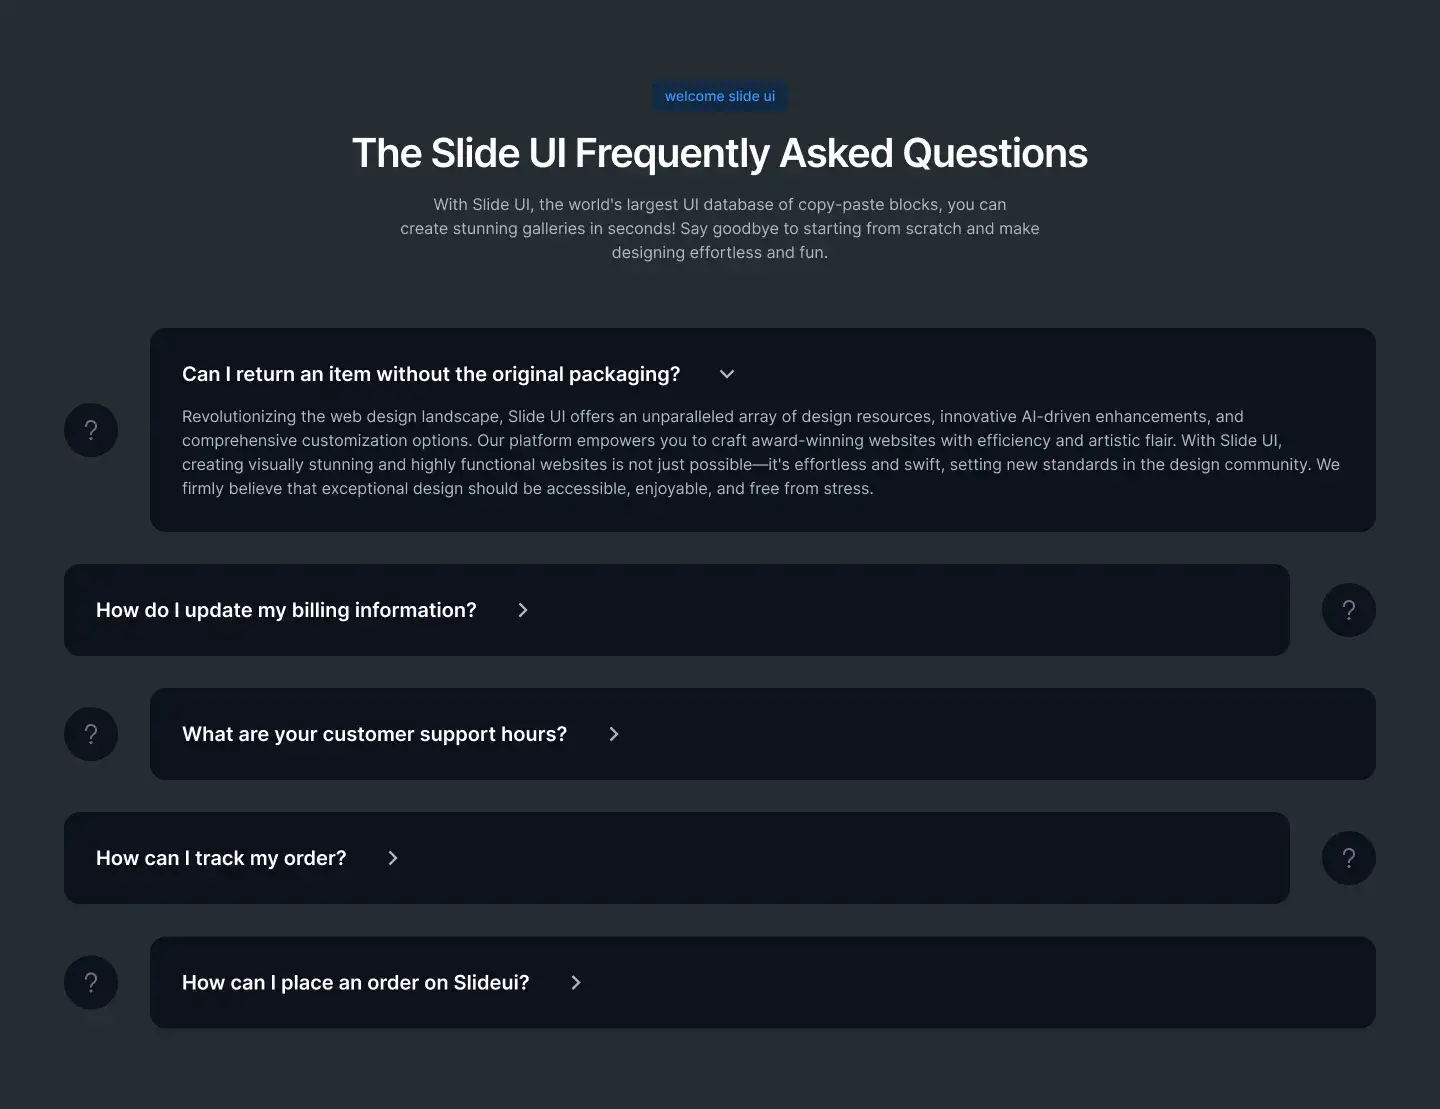 welcome slide ui
The Slide UI Frequently Asked Questions
With Slide UI, the world's largest UI database of copy-paste blocks, you can
create stunning galleries in seconds! Say goodbye to starting from scratch and make
designing effortless and fun.
Can I return an item without the original packaging?
?
Revolutionizing the web design landscape, Slide UI offers an unparalleled array of design resources, innovative AI-driven enhancements, and
comprehensive customization options. Our platform empowers you to craft award-winning websites with efficiency and artistic flair. With Slide UI,
creating visually stunning and highly functional websites is not just possible—it's effortless and swift, setting new standards in the design community. We
firmly believe that exceptional design should be accessible, enjoyable, and free from stress.
How do I update my billing information?
?
?
What are your customer support hours?
How can I track my order?
?
?
How can I place an order on Slideui?